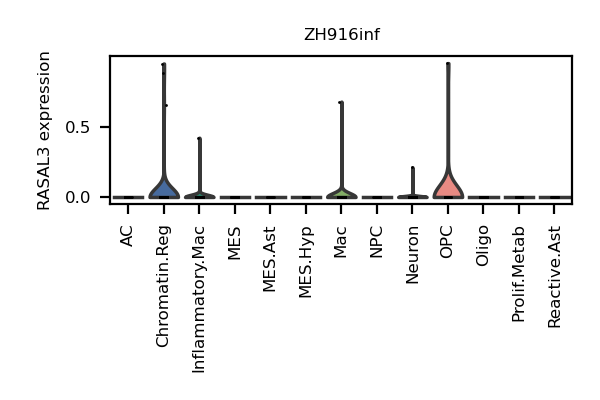 ZH916inf
RASAL3 expression
0.5
0.0
AC
Chromatin.Reg
Inflammatory.Mac
MES
MES.Ast
MES.Hyp
Mac
NPC
Neuron
OPC
Oligo
Prolif.Metab
Reactive.Ast